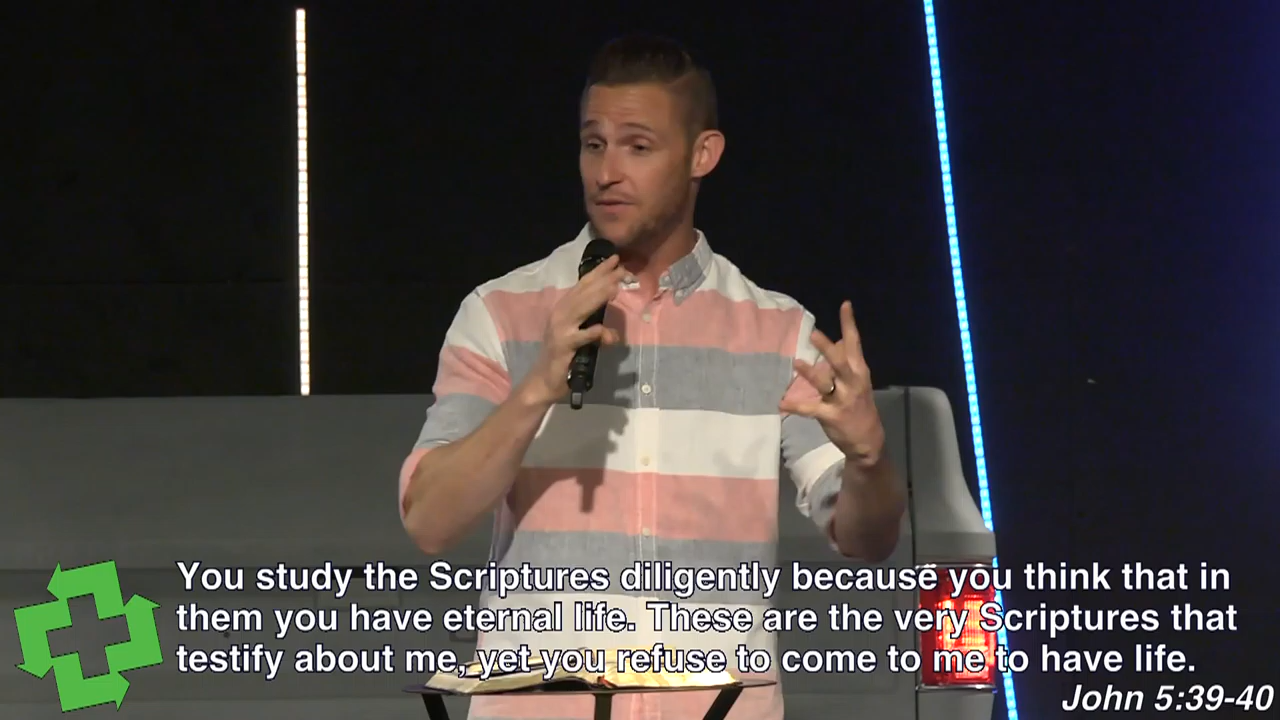 You study the Scriptures diligently because you think that in
them you have eternal life. These are the very Scriptures that
testify about me, yet you refuse to come to me to have life.
John 5:39-40